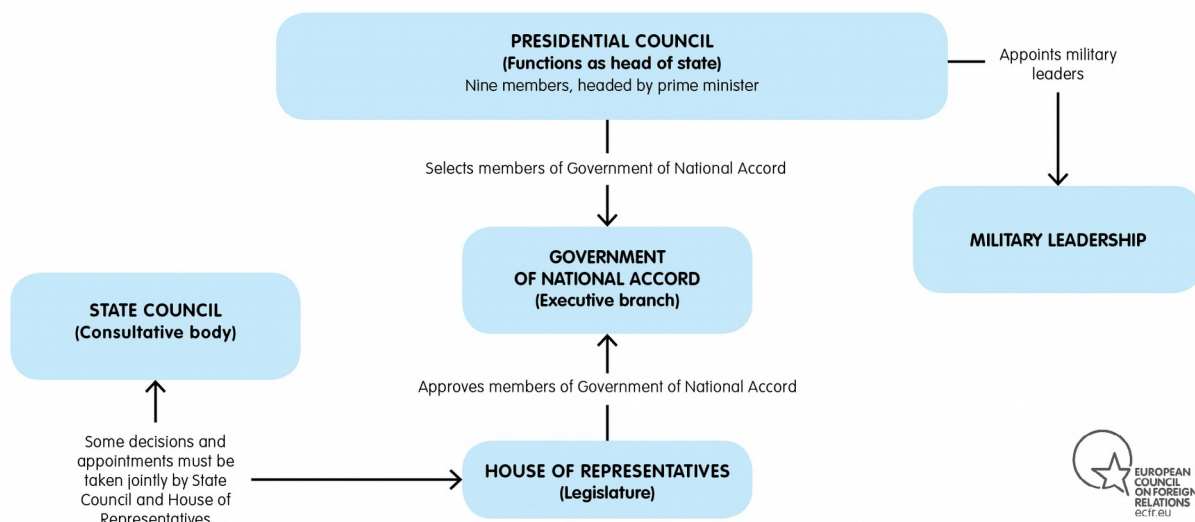 PRESIDENTIAL COUNCIL
(Functions as head of state)
Nine members, headed by prime minister
Appoints military
leaders
Selects members of Government of National Accord
MILITARY LEADERSHIP
GOVERNMENT
OF NATIONAL ACCORD
(Executive branch)
STATE COUNCIL
(Consultative body)
Approves members of Government of National Accord
Some decisions and
appointments must be
taken jointly by State
Council and House of
Representatives
HOUSE OF REPRESENTATIVES
(Legislature)
EUROPEAN
COUNCIL
ON FOREIGN
RELATIONS
ecfr.eu